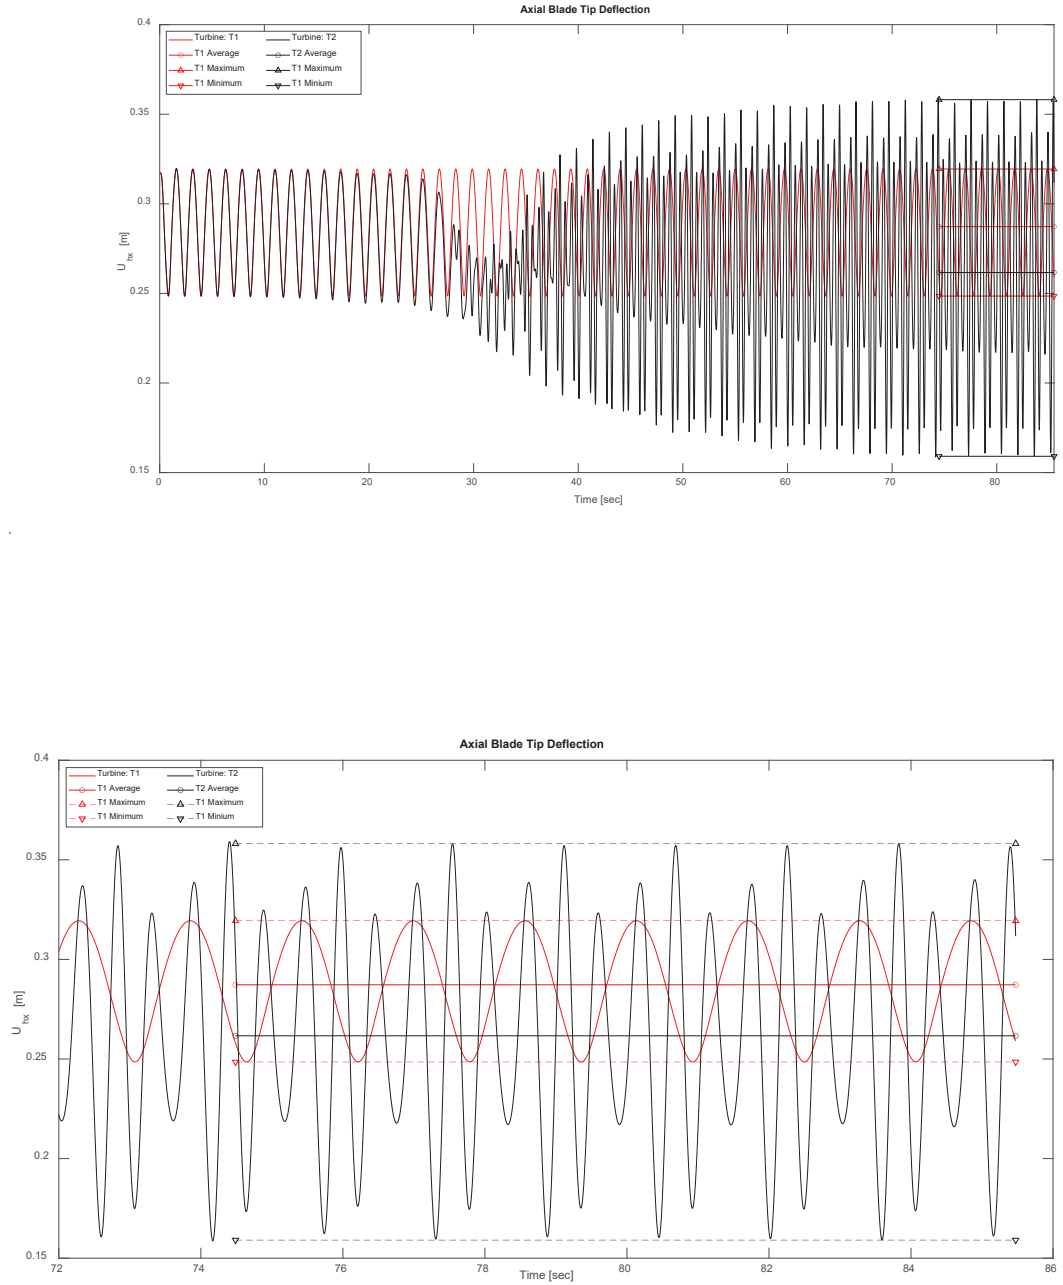 Axial Blade Tip Deflection
0.4
Turbine: T1 Turbine: T2
T1 Average T2 Average
T1 Maximum T1 Maximum
T1 Minimum T1 Minium
0.35
0.3
U hx [m]
0.25
0.2
0.15
0 10 20 30 40 50 60 70 80
Time [sec]
.
Axial Blade Tip Deflection
0.4
Turbine: T1 Turbine: T2
T1 Average T2 Average
T1 Maximum T1 Maximum
T1 Minimum T1 Minium
0.35
0.3
U hx [m]
0.25
0.2
0.15
72 74 76 78 80 82 84 86
Time [sec]